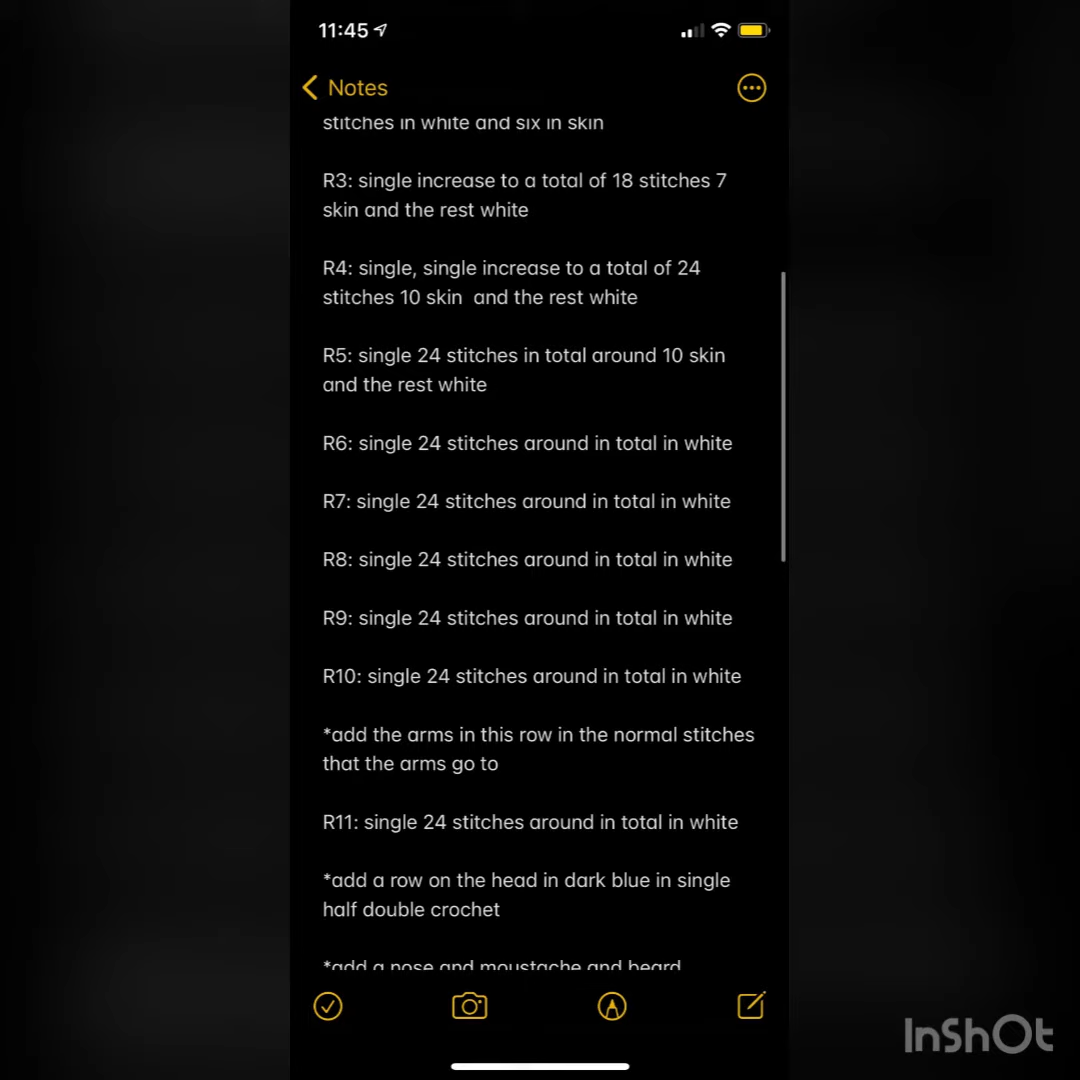 11:45
Notes
stitches in white and six in skin
R3: single increase to a total of 18 stitches 7
skin and the rest white
R4: single, single increase to a total of 24
stitches 10 skin  and the rest white
R5: single 24 stitches in total around 10 skin
and the rest white
R6: single 24 stitches around in total in white
R7: single 24 stitches around in total in white
R8: single 24 stitches around in total in white
R9: single 24 stitches around in total in white
R10: single 24 stitches around in total in white
*add the arms in this row in the normal stitches
that the arms go to
R11: single 24 stitches around in total in white
*add a row on the head in dark blue in single
half double crochet
*add a nose and moustache and beard
InShOt